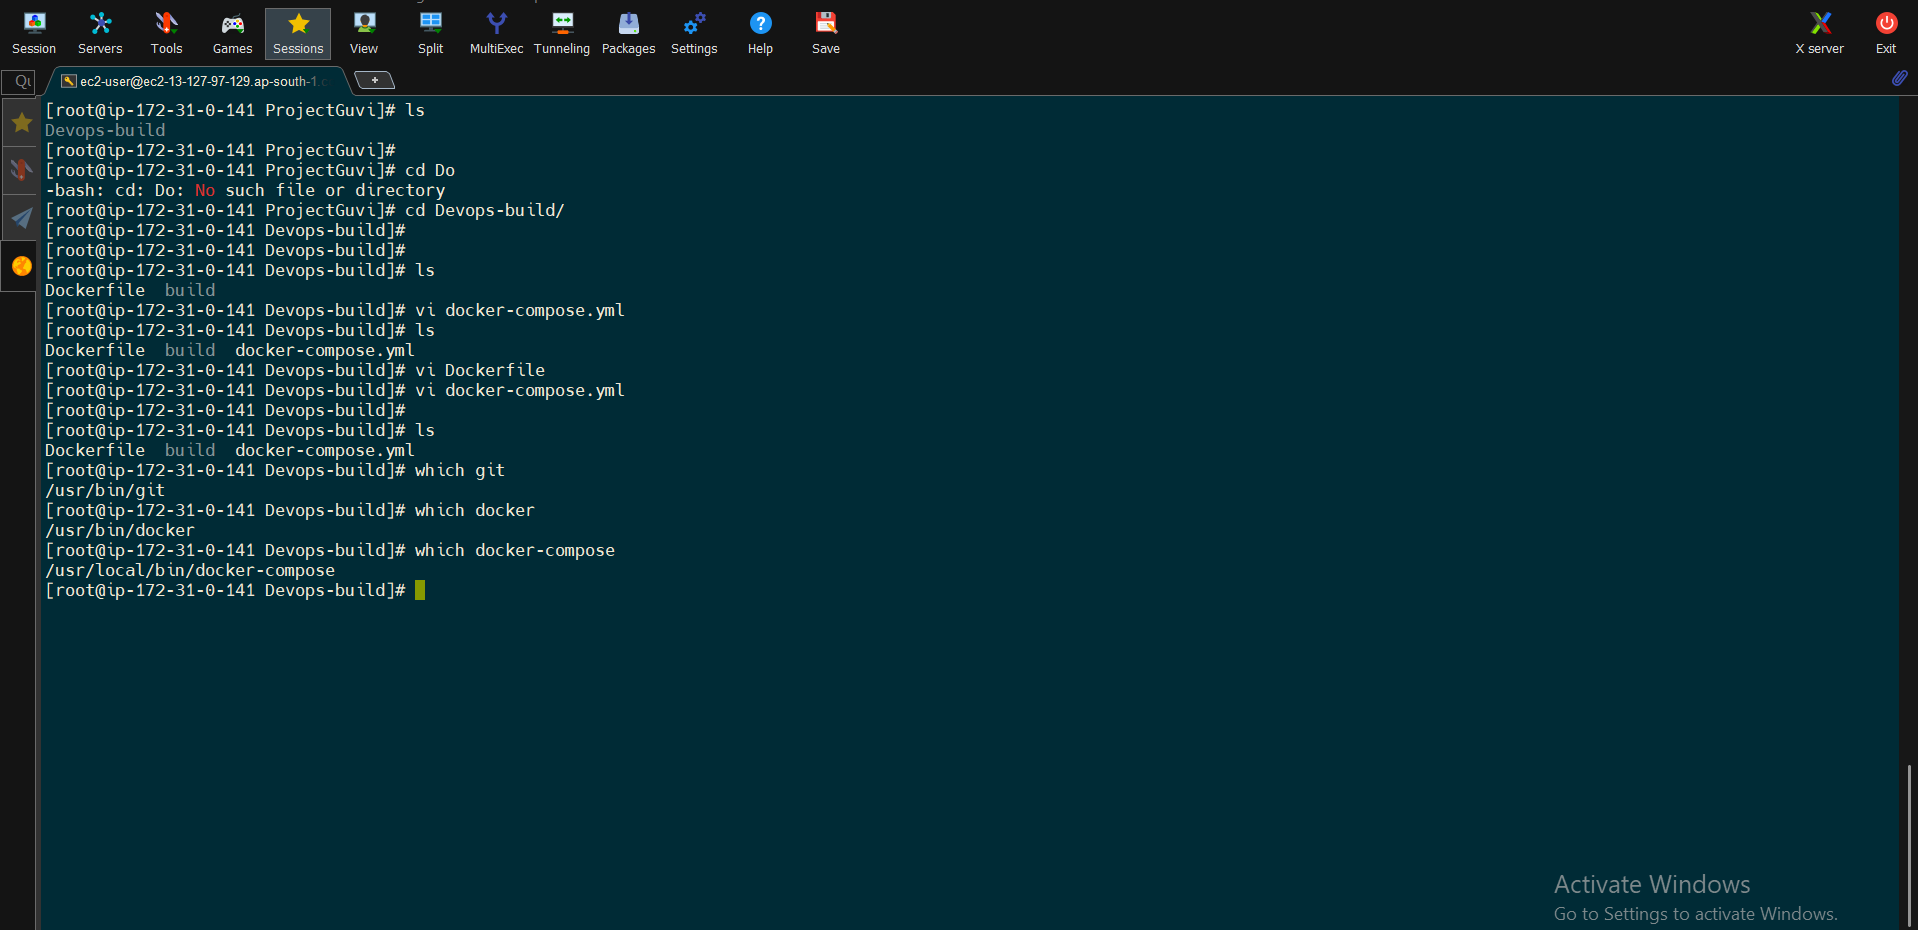 Session Servers Tools Games Sessions View Split MultiExec Tunneling Packages Settings Help Save X server Exit
ec2-user@ec2-13-127-97-129.ap-south-1.c
[root@ip-172-31-0-141 ProjectGuvi]# ls
Devops-build
[root@ip-172-31-0-141 ProjectGuvi]#
[root@ip-172-31-0-141 ProjectGuvi]# cd Do
-bash: cd: Do: No such file or directory
[root@ip-172-31-0-141 ProjectGuvi]# cd Devops-build/
[root@ip-172-31-0-141 Devops-build]#
[root@ip-172-31-0-141 Devops-build]#
[root@ip-172-31-0-141 Devops-build]# ls
Dockerfile  build
[root@ip-172-31-0-141 Devops-build]# vi docker-compose.yml
[root@ip-172-31-0-141 Devops-build]# ls
Dockerfile  build  docker-compose.yml
[root@ip-172-31-0-141 Devops-build]# vi Dockerfile
[root@ip-172-31-0-141 Devops-build]# vi docker-compose.yml
[root@ip-172-31-0-141 Devops-build]#
[root@ip-172-31-0-141 Devops-build]# ls
Dockerfile  build  docker-compose.yml
[root@ip-172-31-0-141 Devops-build]# which git
/usr/bin/git
[root@ip-172-31-0-141 Devops-build]# which docker
/usr/bin/docker
[root@ip-172-31-0-141 Devops-build]# which docker-compose
/usr/local/bin/docker-compose
[root@ip-172-31-0-141 Devops-build]#
Activate Windows
Go to Settings to activate Windows.